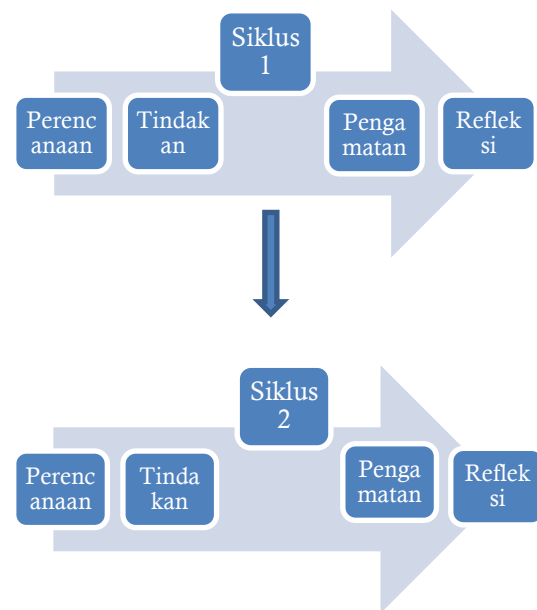 Siklus
1
Perenc
anaan
Tindak
an
Penga
matan
Reflek
si
Siklus
2
Perenc
anaan
Tinda
kan
Penga
matan
Reflek
si